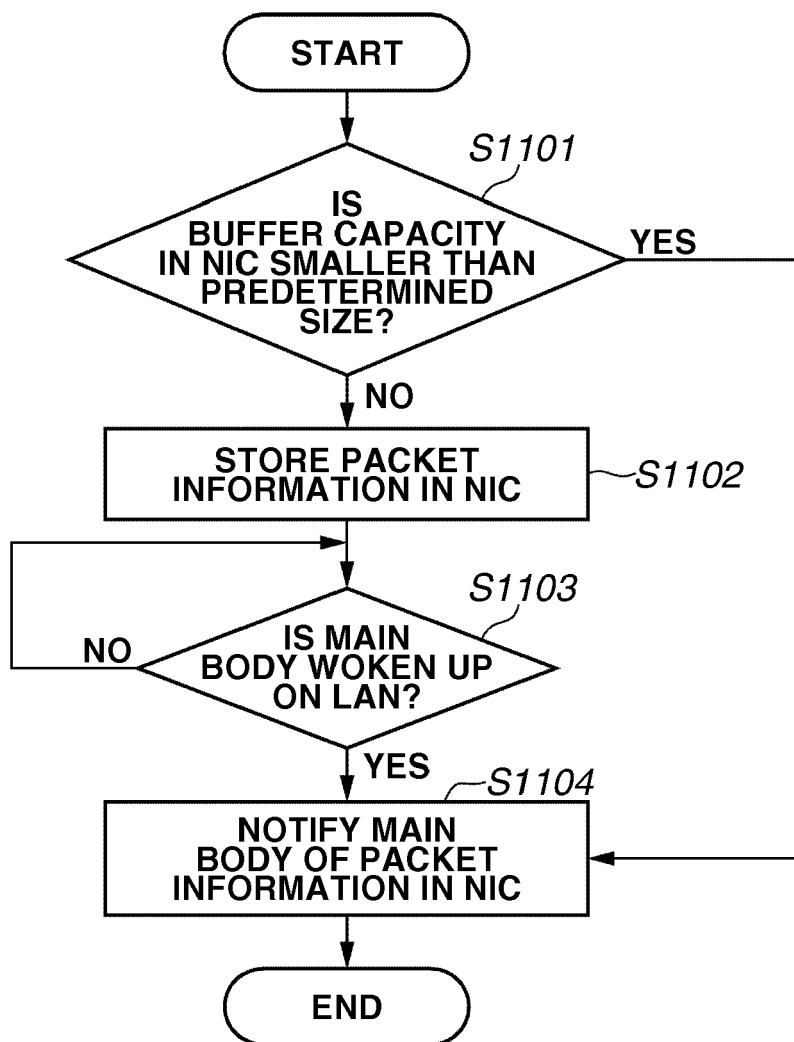 START
S1101
IS
BUFFER CAPACITY
IN NIC SMALLER THAN
PREDETERMINED
SIZE?
YES
NO
STORE PACKET
INFORMATION IN NIC
S1102
S1103
IS MAIN
BODY WOKEN UP
ON LAN?
NO
YES
S1104
NOTIFY MAIN
BODY OF PACKET
INFORMATION IN NIC
END